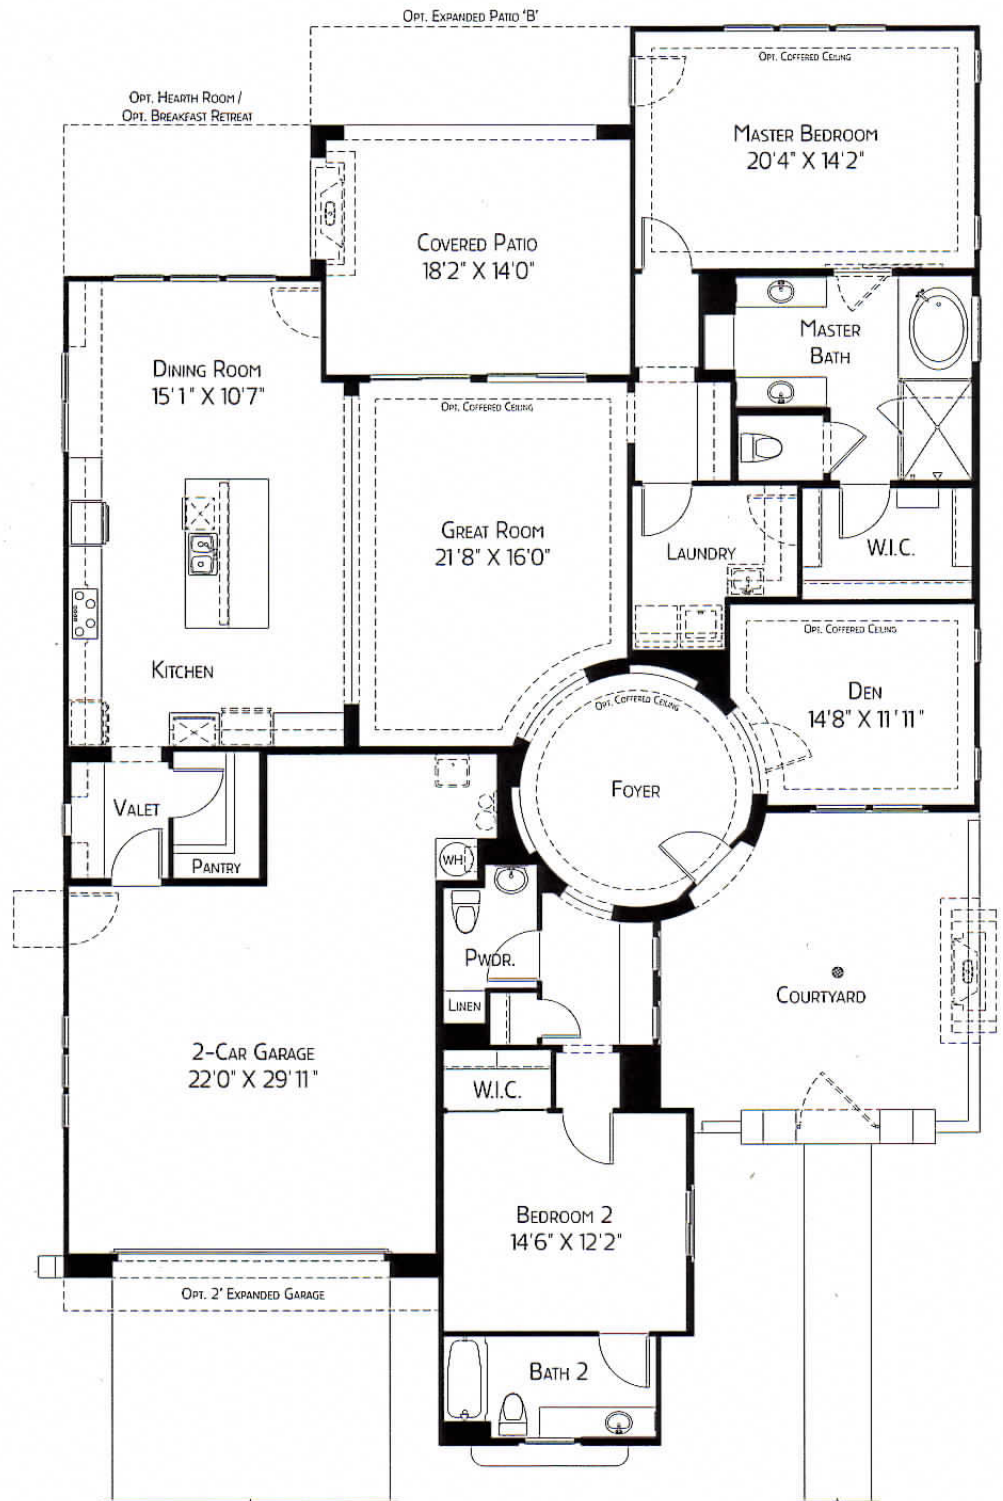 Opt. Expanded Patio 'B'
Opt. Coffered Ceiling
Opt. Hearth Room /
Opt. Breakfast Retreat
Master Bedroom
20'4" X 14'2"
Covered Patio
18'2" X 14'0"
Master
Bath
Dining Room
15'1" X 10'7"
Opt. Coffered Ceiling
Great Room
21'8" X 16'0"
Laundry
W.I.C.
Opt. Coffered Ceiling
Kitchen
Den
14'8" X 11'11"
Opt. Coffered Ceiling
Foyer
Valet
Pantry
WH
Pwdr.
Linen
Courtyard
2-Car Garage
22'0" X 29'11"
W.I.C.
Bedroom 2
14'6" X 12'2"
Opt. 2' Expanded Garage
Bath 2